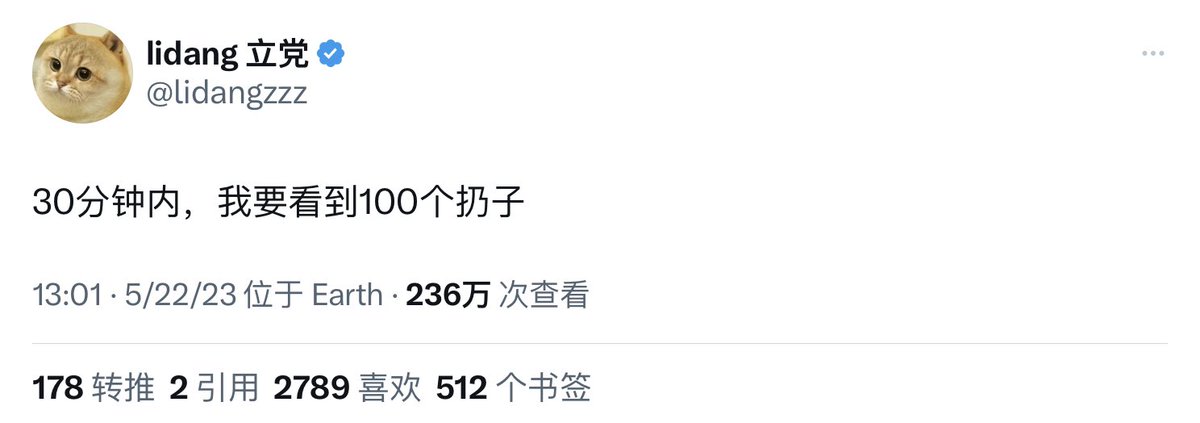 lidang 立党
@lidangzzz
30分钟内，我要看到100个扔子
13:01 · 5/22/23 位于 Earth · 236万 次查看
178 转推 2 引用 2789 喜欢 512 个书签